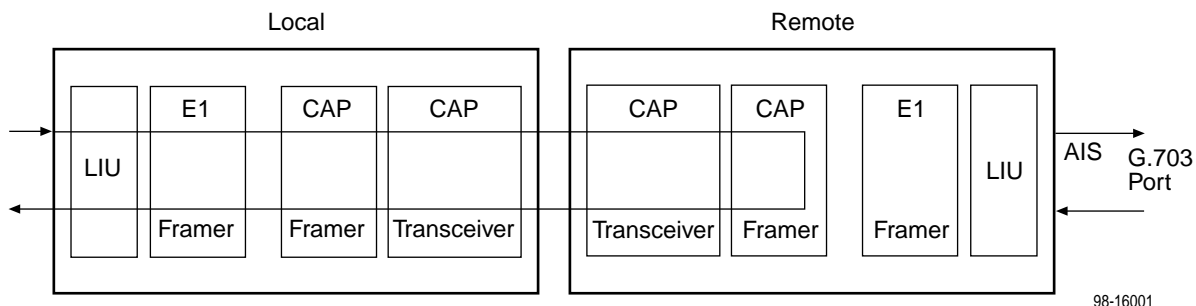 Local
Remote
LIU
E1
Framer
CAP
Framer
CAP
Transceiver
CAP
Transceiver
CAP
Framer
E1
Framer
LIU
AIS
G.703
Port
98-16001